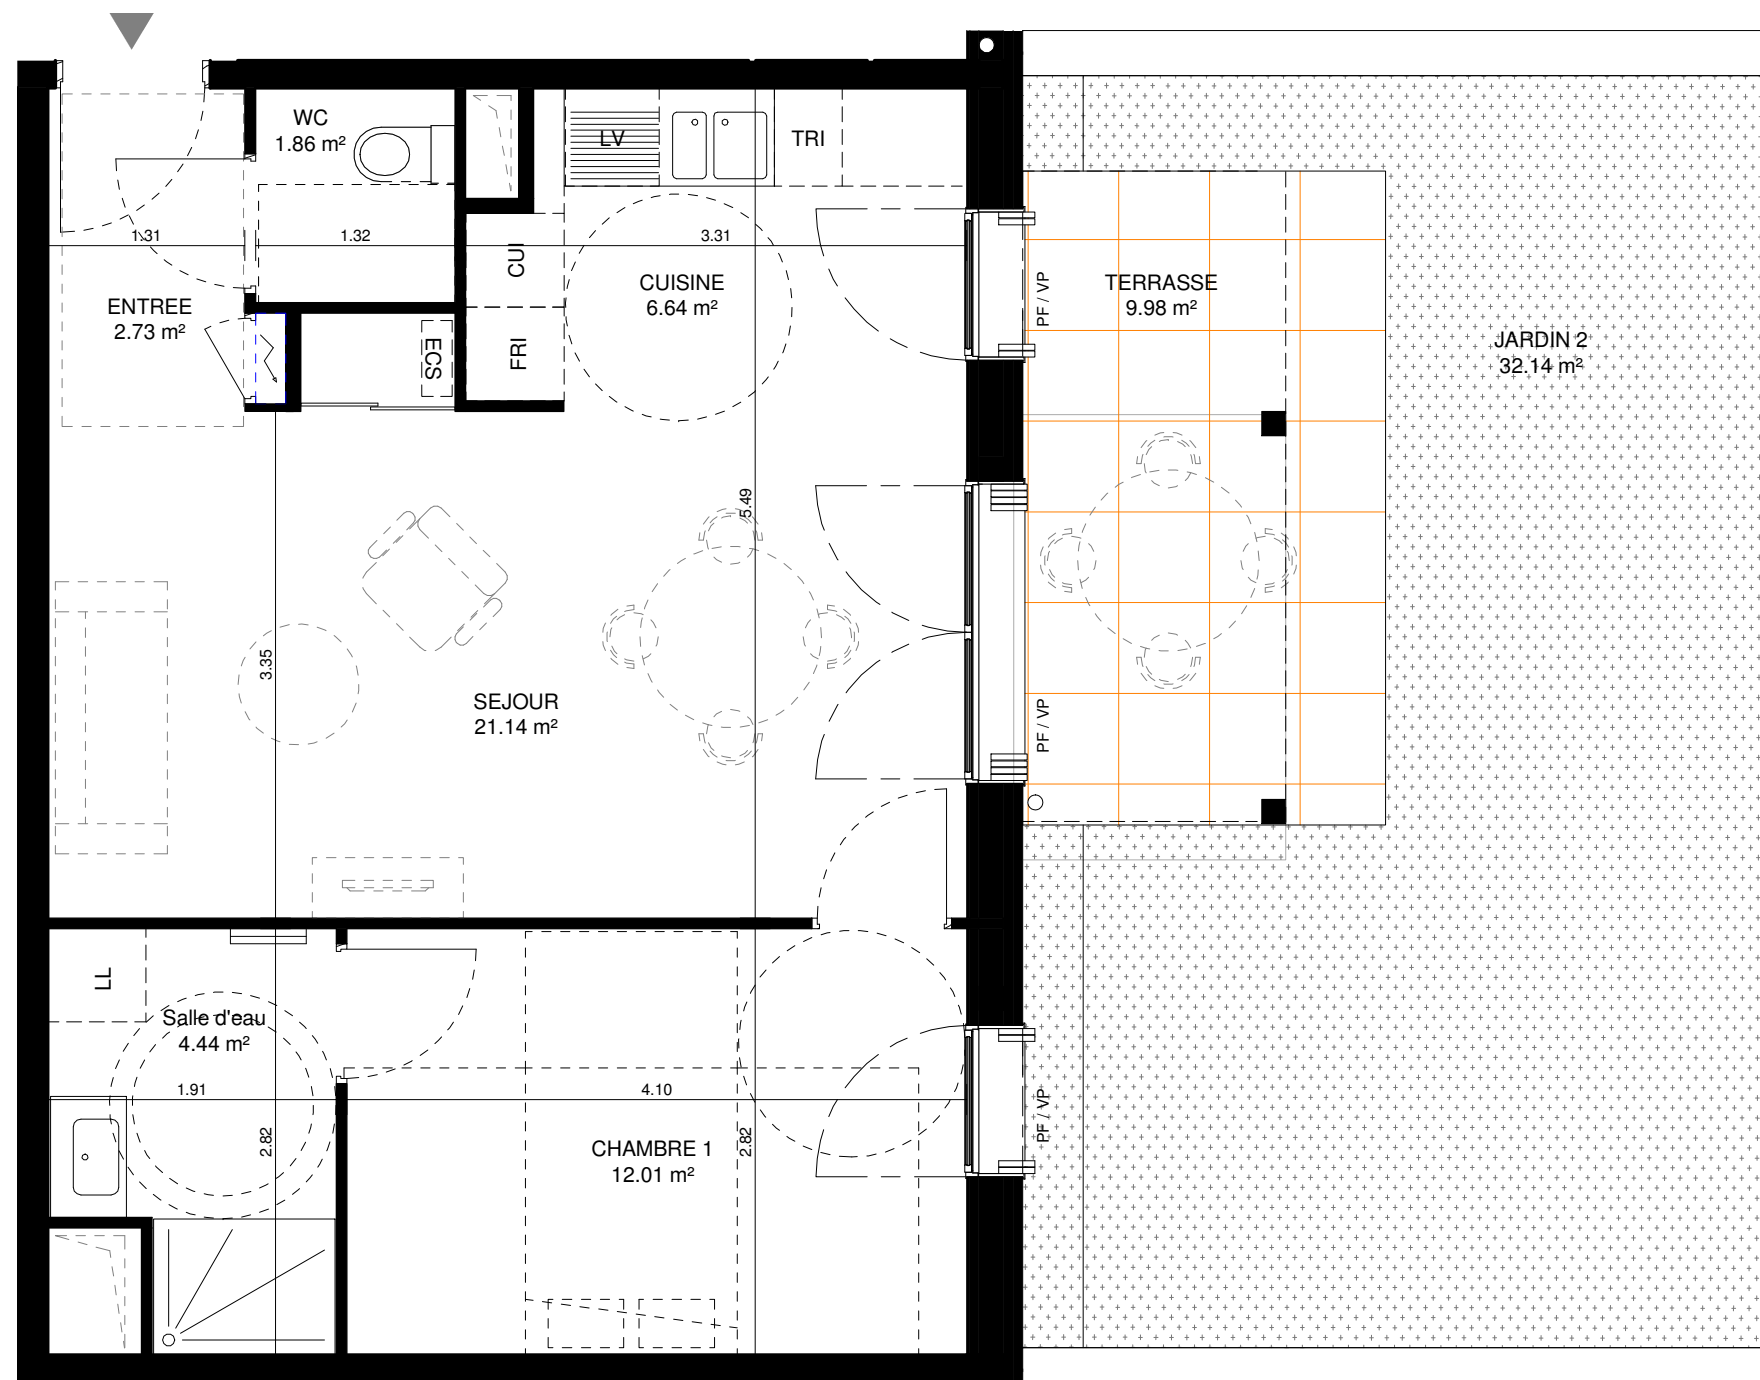 WC
1.86 m²
LV
TRI
1.31
1.32
3.31
CUI
CUISINE
6.64 m²
PF / VP
TERRASSE
9.98 m²
ENTREE
2.73 m²
ECS
FRI
JARDIN 2
32.14 m²
5.49
3.35
SEJOUR
21.14 m²
PF / VP
LL
Salle d'eau
4.44 m²
1.91
4.10
2.82
2.82
CHAMBRE 1
12.01 m²
PF / VP